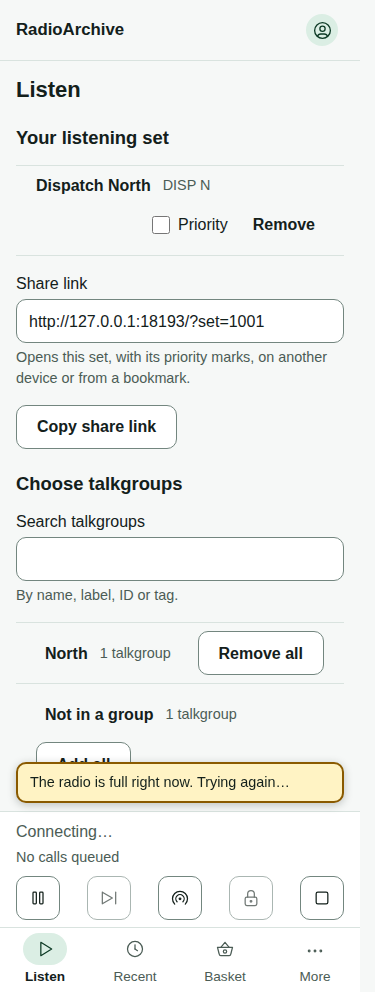 RadioArchive
Listen
Your listening set
Dispatch North DISP N
Priority Remove
Share link
http://127.0.0.1:18193/?set=1001
Opens this set, with its priority marks, on another
device or from a bookmark.
Copy share link
Choose talkgroups
Search talkgroups
By name, label, ID or tag.
North 1 talkgroup Remove all
Not in a group 1 talkgroup
Add all
The radio is full right now. Trying again…
Connecting…
No calls queued
Listen Recent Basket More